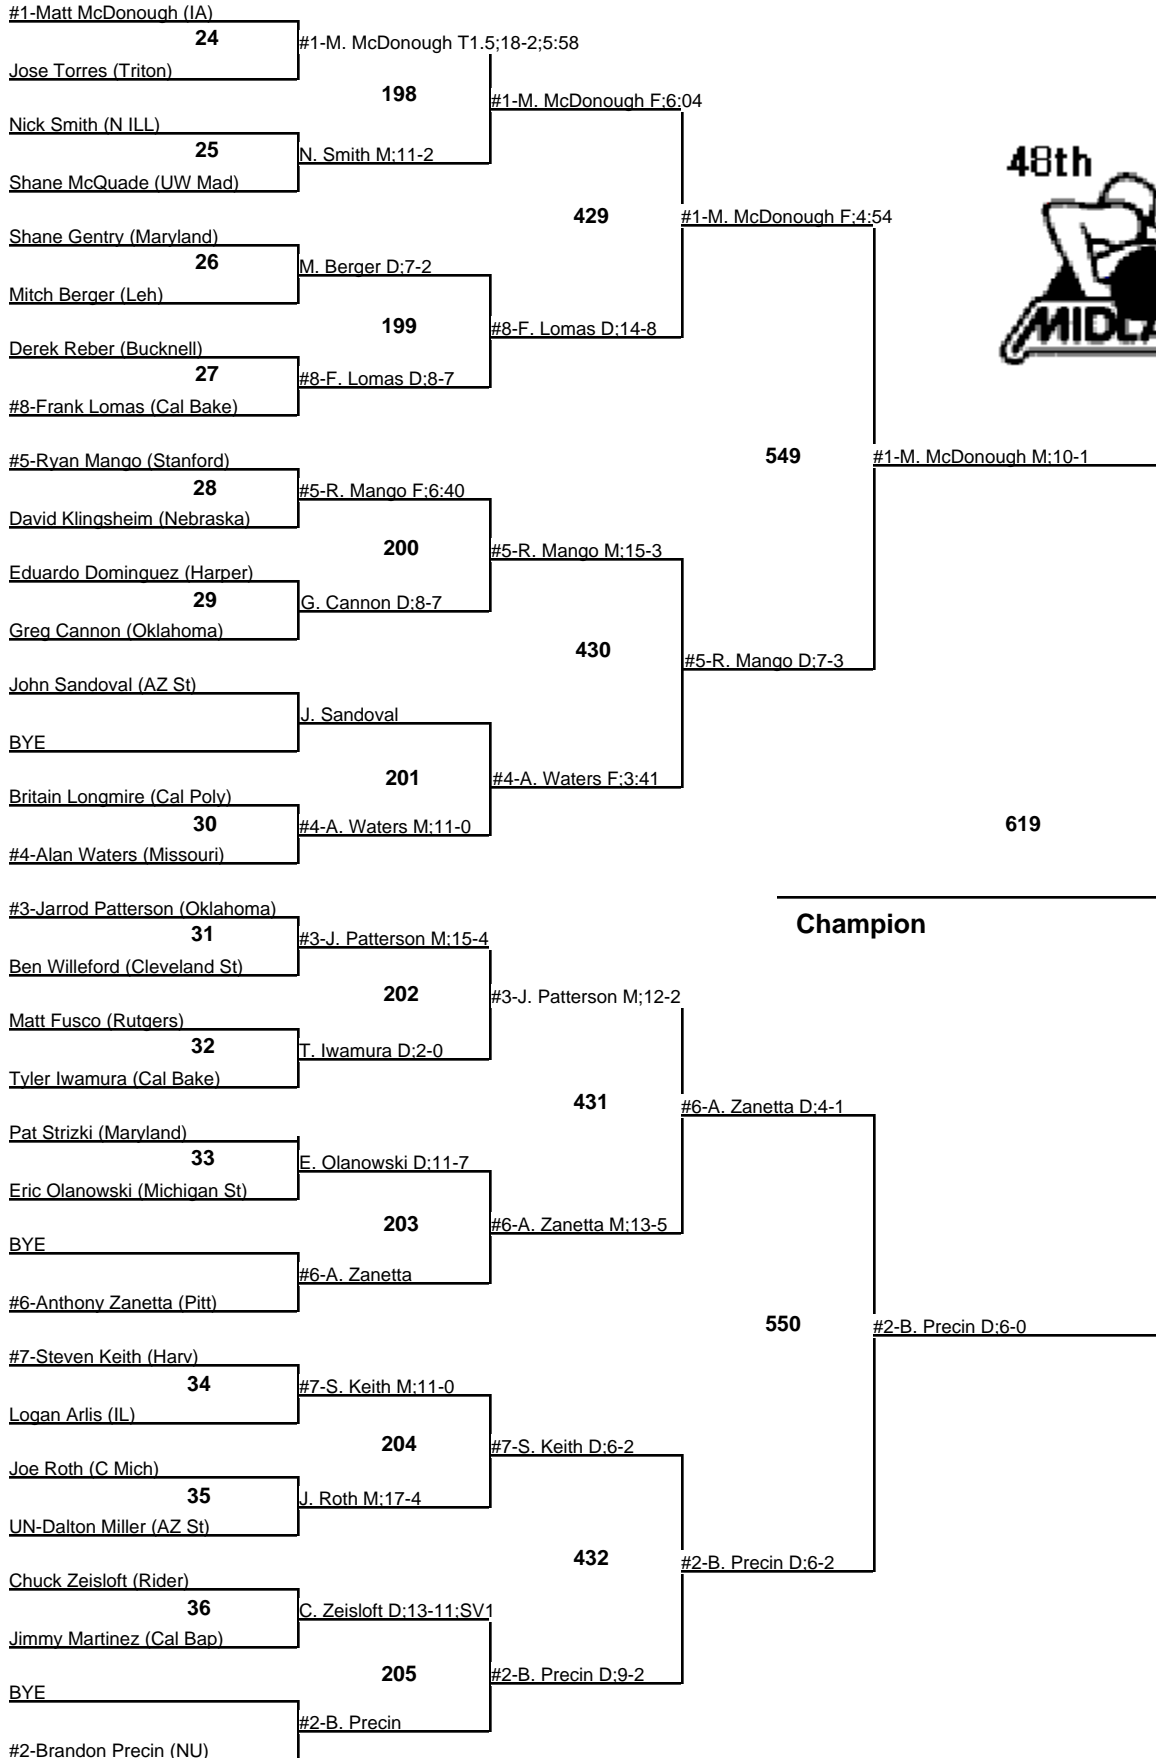 #1-Matt McDonough (IA)
24
#1-M. McDonough T1.5;18-2;5:58
Jose Torres (Triton)
198
#1-M. McDonough F;6:04
Nick Smith (N ILL)
25
N. Smith M;11-2
Shane McQuade (UW Mad)
48th
429
#1-M. McDonough F;4:54
Shane Gentry (Maryland)
26
M. Berger D;7-2
Mitch Berger (Leh)
199
#8-F. Lomas D;14-8
Derek Reber (Bucknell)
27
#8-F. Lomas D;8-7
#8-Frank Lomas (Cal Bake)
549
#1-M. McDonough M;10-1
#5-Ryan Mango (Stanford)
28
#5-R. Mango F;6:40
David Klingsheim (Nebraska)
200
#5-R. Mango M;15-3
Eduardo Dominguez (Harper)
29
G. Cannon D;8-7
Greg Cannon (Oklahoma)
430
#5-R. Mango D;7-3
John Sandoval (AZ St)
J. Sandoval
BYE
201
#4-A. Waters F;3:41
Britain Longmire (Cal Poly)
30
#4-A. Waters M;11-0
#4-Alan Waters (Missouri)
619
Champion
#3-Jarrod Patterson (Oklahoma)
31
#3-J. Patterson M;15-4
Ben Willeford (Cleveland St)
202
#3-J. Patterson M;12-2
Matt Fusco (Rutgers)
32
T. Iwamura D;2-0
Tyler Iwamura (Cal Bake)
431
#6-A. Zanetta D;4-1
Pat Strizki (Maryland)
33
E. Olanowski D;11-7
Eric Olanowski (Michigan St)
203
#6-A. Zanetta M;13-5
BYE
#6-A. Zanetta
#6-Anthony Zanetta (Pitt)
550
#2-B. Precin D;6-0
#7-Steven Keith (Harv)
34
#7-S. Keith M;11-0
Logan Arlis (IL)
204
#7-S. Keith D;6-2
Joe Roth (C Mich)
35
J. Roth M;17-4
UN-Dalton Miller (AZ St)
432
#2-B. Precin D;6-2
Chuck Zeisloft (Rider)
36
C. Zeisloft D;13-11;SV1
Jimmy Martinez (Cal Bap)
205
#2-B. Precin D;9-2
BYE
#2-B. Precin
#2-Brandon Precin (NU)